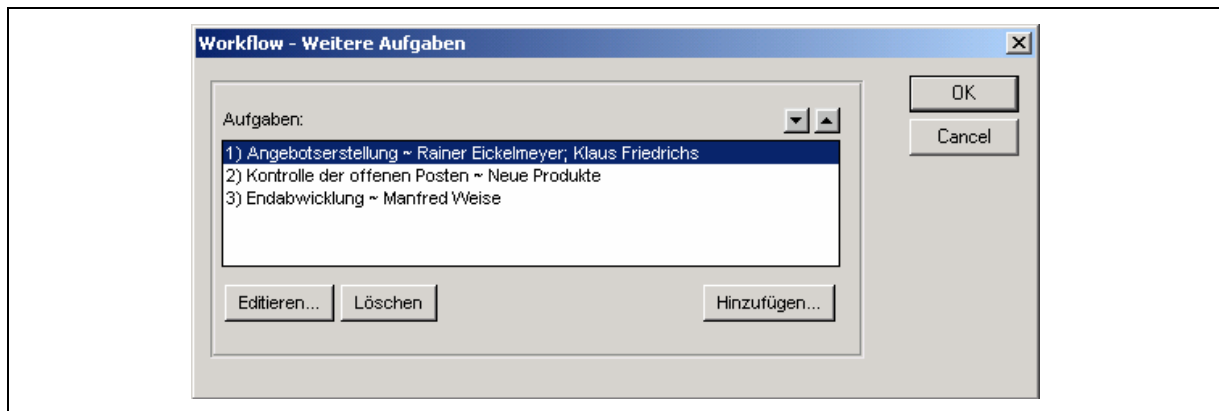 Workflow - Weitere Aufgaben
OK
Aufgaben:
Cancel
1) Angebotserstellung ~ Rainer Eickelmeyer; Klaus Friedrichs
2) Kontrolle der offenen Posten ~ Neue Produkte
3) Endabwicklung ~ Manfred Weise
Editieren... Löschen Hinzufügen...